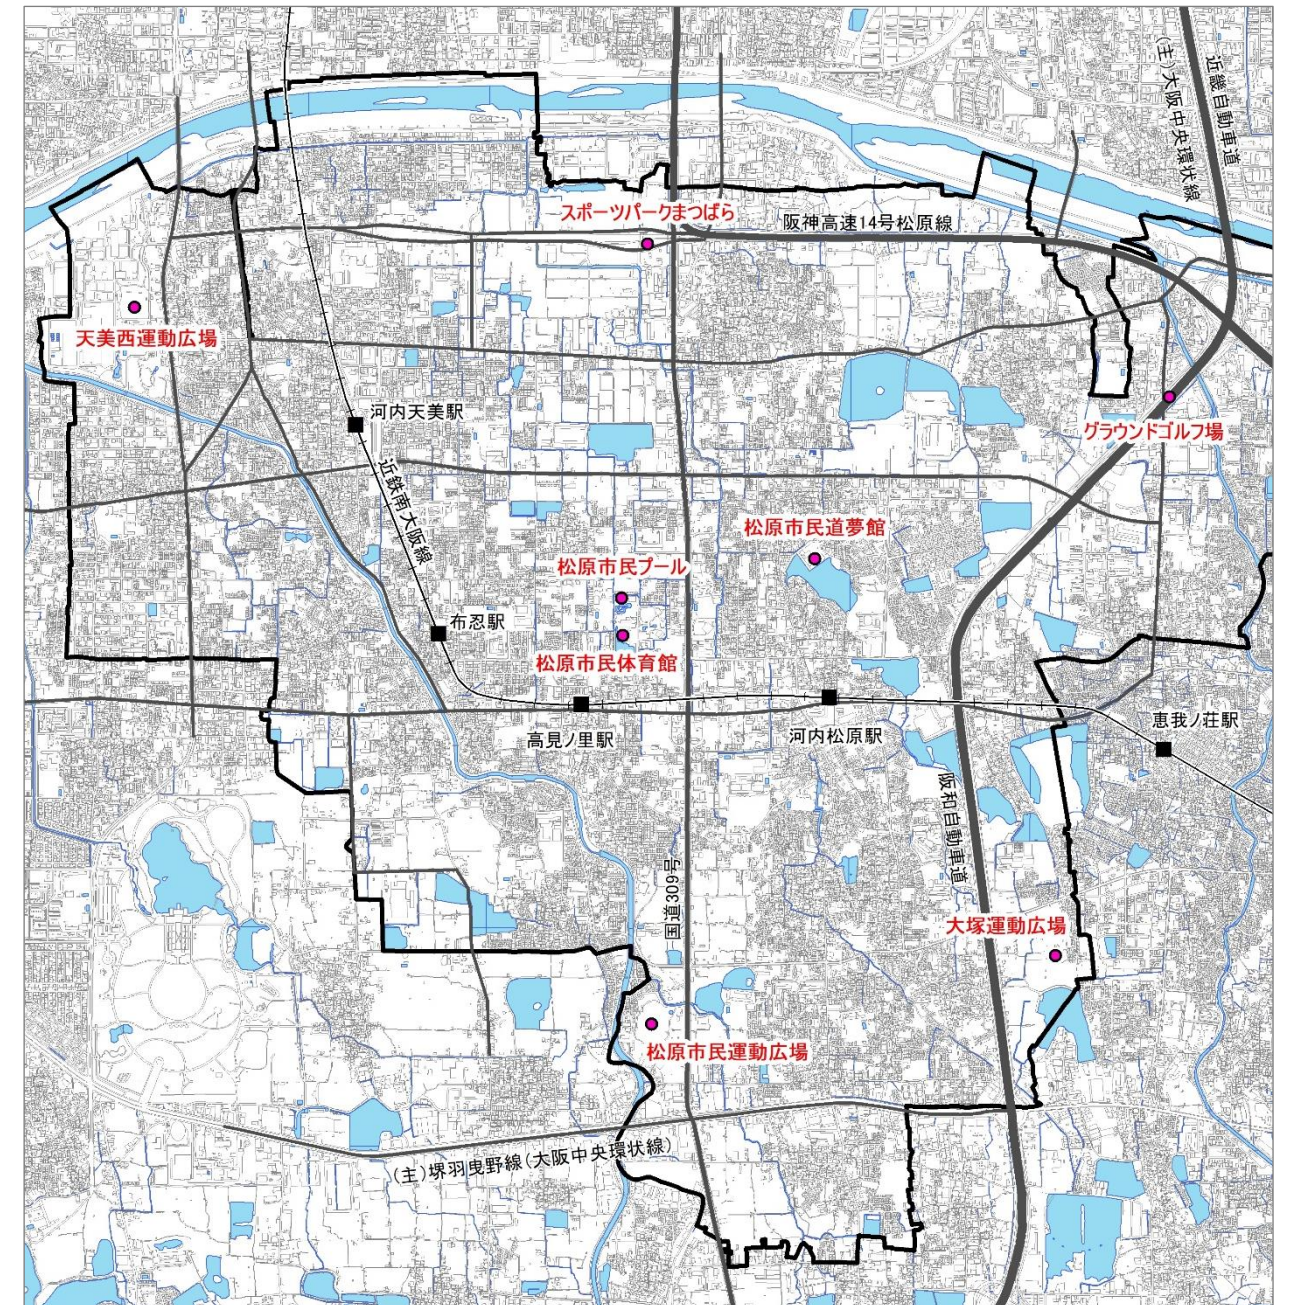 近畿自動車道
(主)大阪中央環状線
スポーツパークまつばら
阪神高速14号松原線
天美西運動広場
河内天美駅
グラウンドゴルフ場
近鉄南大阪線
松原市民道夢館
松原市民プール
布忍駅
松原市民体育館
恵我ノ荘駅
高見ノ里駅
河内松原駅
阪和自動車道
国道309号
大塚運動広場
松原市民運動広場
(主)堺羽曳野線(大阪中央環状線)